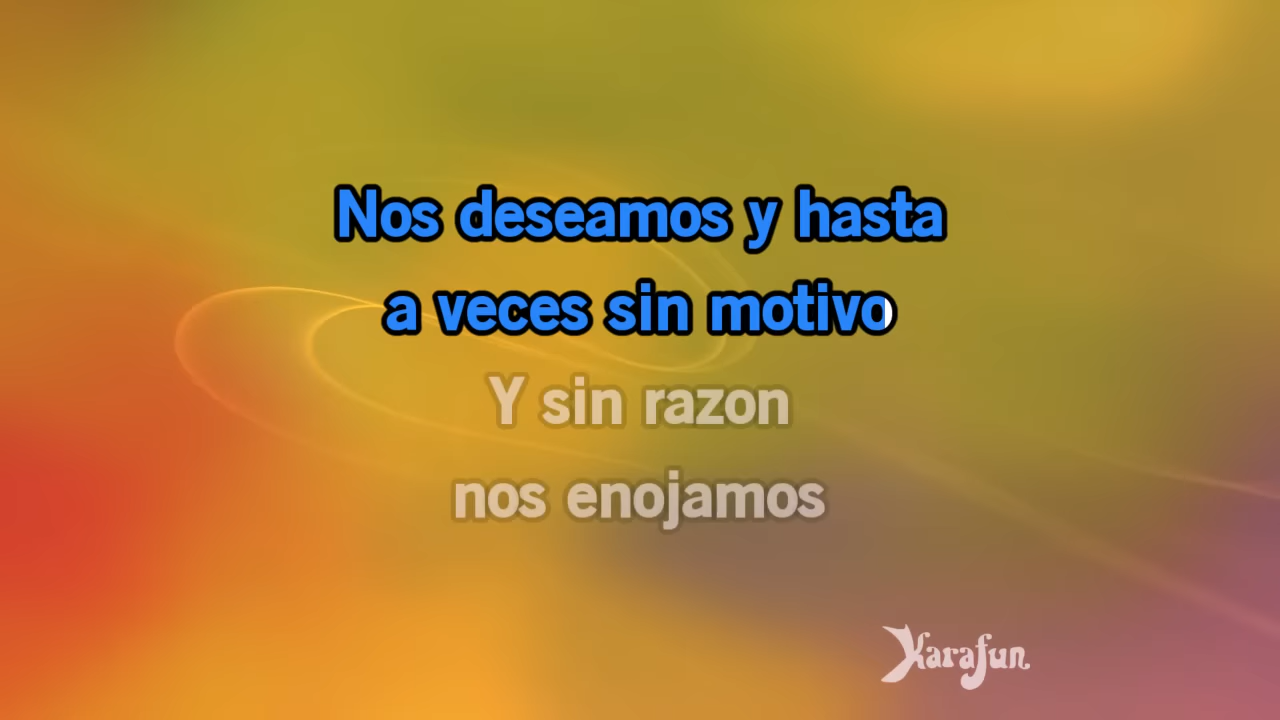 Nos deseamos y hasta
a veces sin motivo
Y sin razon
nos enojamos
Karafun